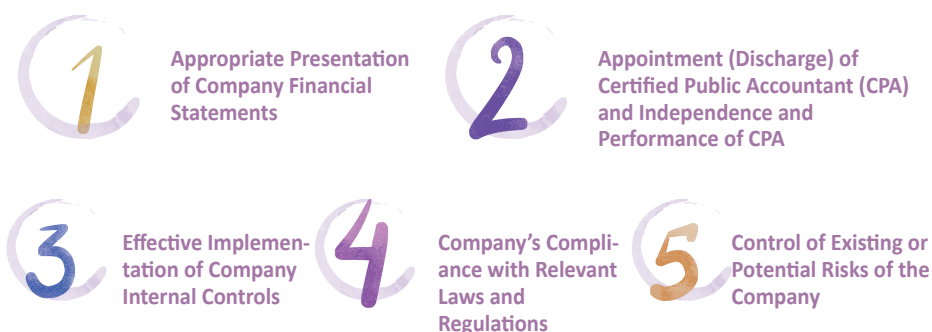 1
Appropriate Presentation
of Company Financial
Statements
2
Appointment (Discharge) of
Certified Public Accountant (CPA)
and Independence and
Performance of CPA
3
Effective Implemen-
tation of Company
Internal Controls
4
Company’s Compli-
ance with Relevant
Laws and
Regulations
5
Control of Existing or
Potential Risks of the
Company